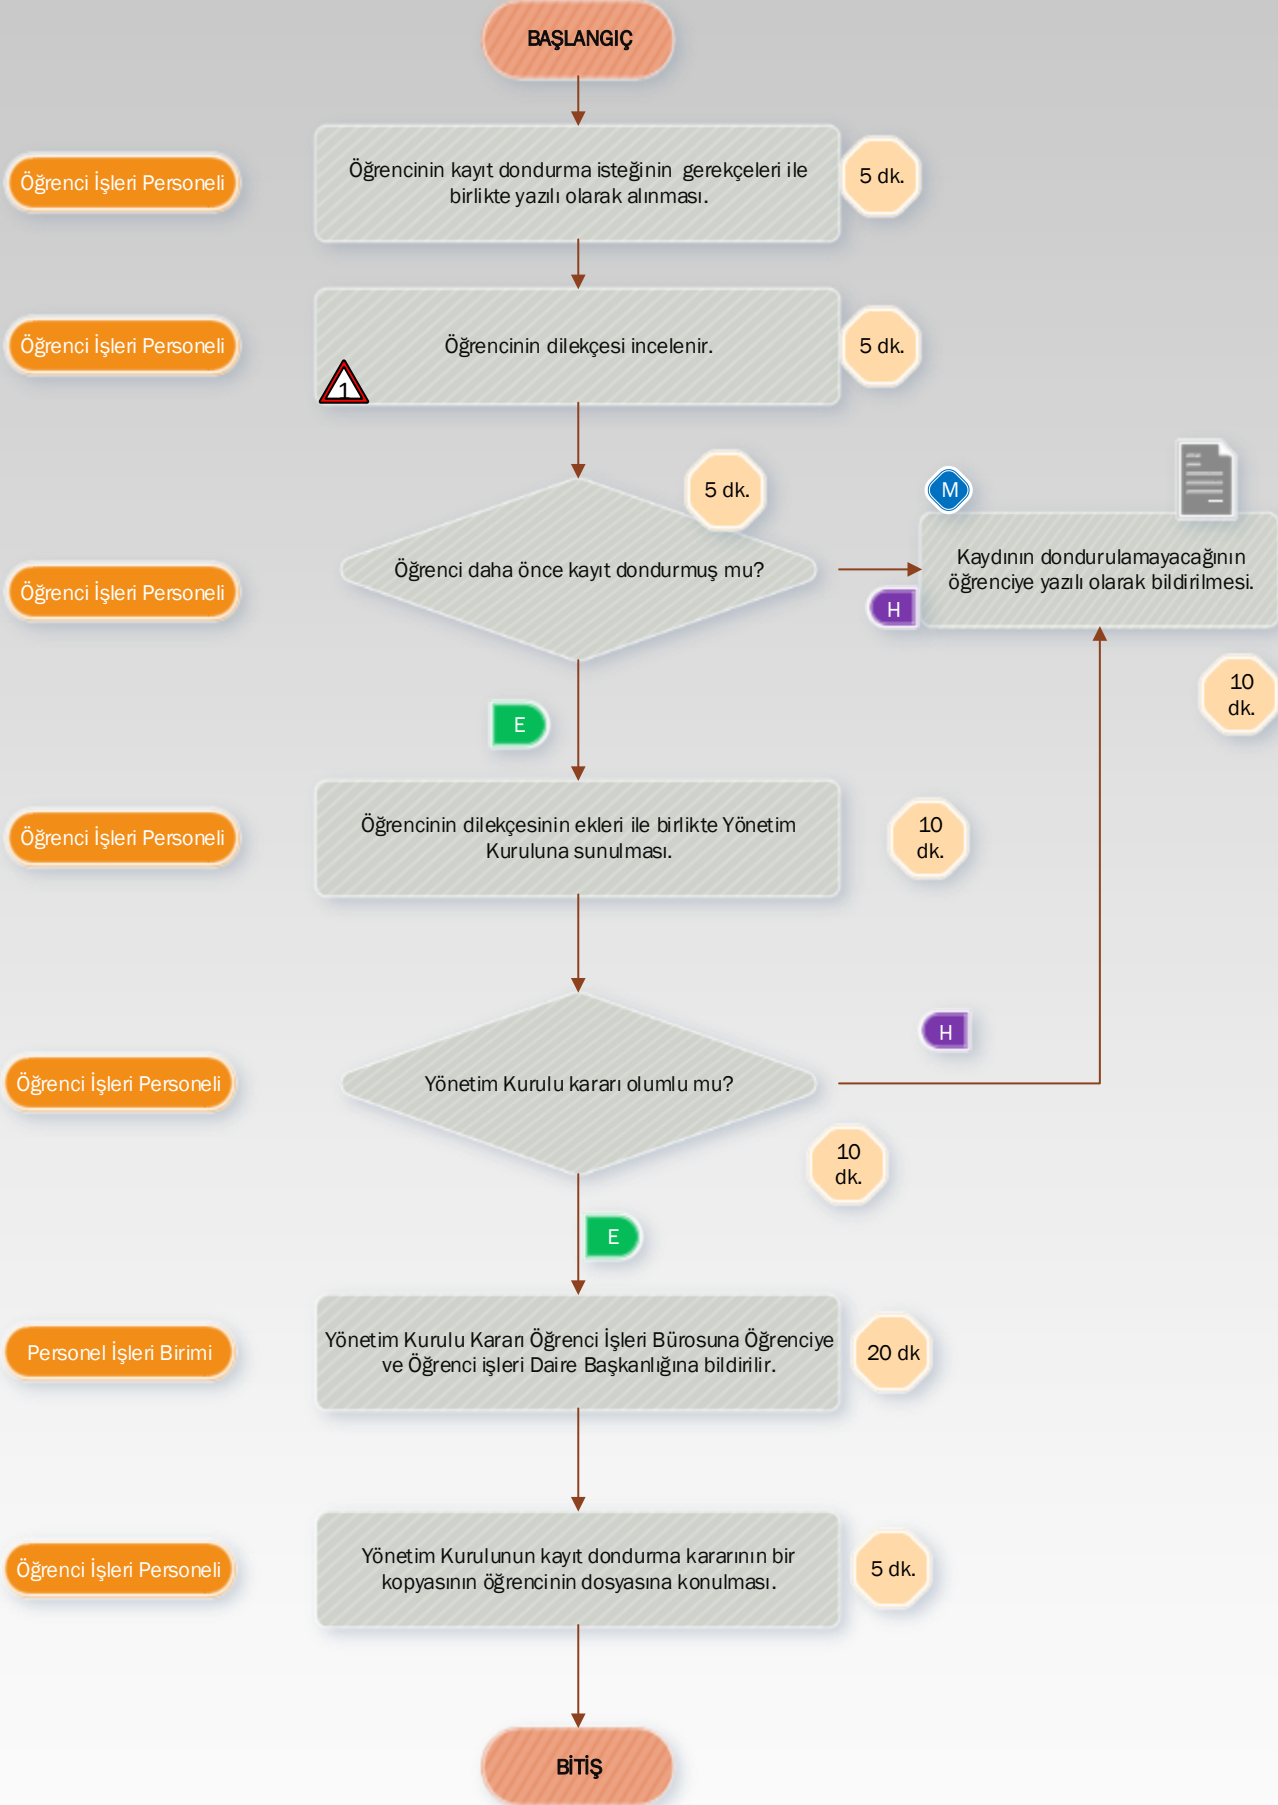 BAŞLANGIÇ
Öğrenci İşleri Personeli
Öğrencinin kayıt dondurma isteğinin gerekçeleri ile
birlikte yazılı olarak alınması.
5 dk.
Öğrenci İşleri Personeli
Öğrencinin dilekçesi incelenir.
1
5 dk.
5 dk.
M
Öğrenci İşleri Personeli
Öğrenci daha önce kayıt dondurmuş mu?
H
Kaydının dondurulamayacağının
öğrenciye yazılı olarak bildirilmesi.
10
dk.
E
Öğrenci İşleri Personeli
Öğrencinin dilekçesinin ekleri ile birlikte Yönetim
Kuruluna sunulması.
10
dk.
H
Öğrenci İşleri Personeli
Yönetim Kurulu kararı olumlu mu?
10
dk.
E
Personel İşleri Birimi
Yönetim Kurulu Kararı Öğrenci İşleri Bürosuna Öğrenciye
ve Öğrenci işleri Daire Başkanlığına bildirilir.
20 dk
Öğrenci İşleri Personeli
Yönetim Kurulunun kayıt dondurma kararının bir
kopyasının öğrencinin dosyasına konulması.
5 dk.
BİTİŞ